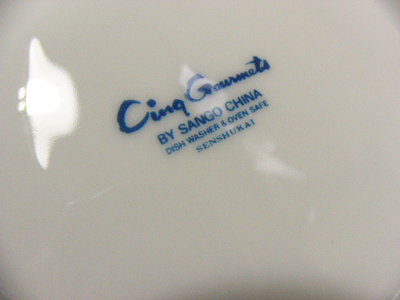 Cinq Gourmets
BY SANGO CHINA
DISH WASHER & OVEN SAFE
SENSHUKAI